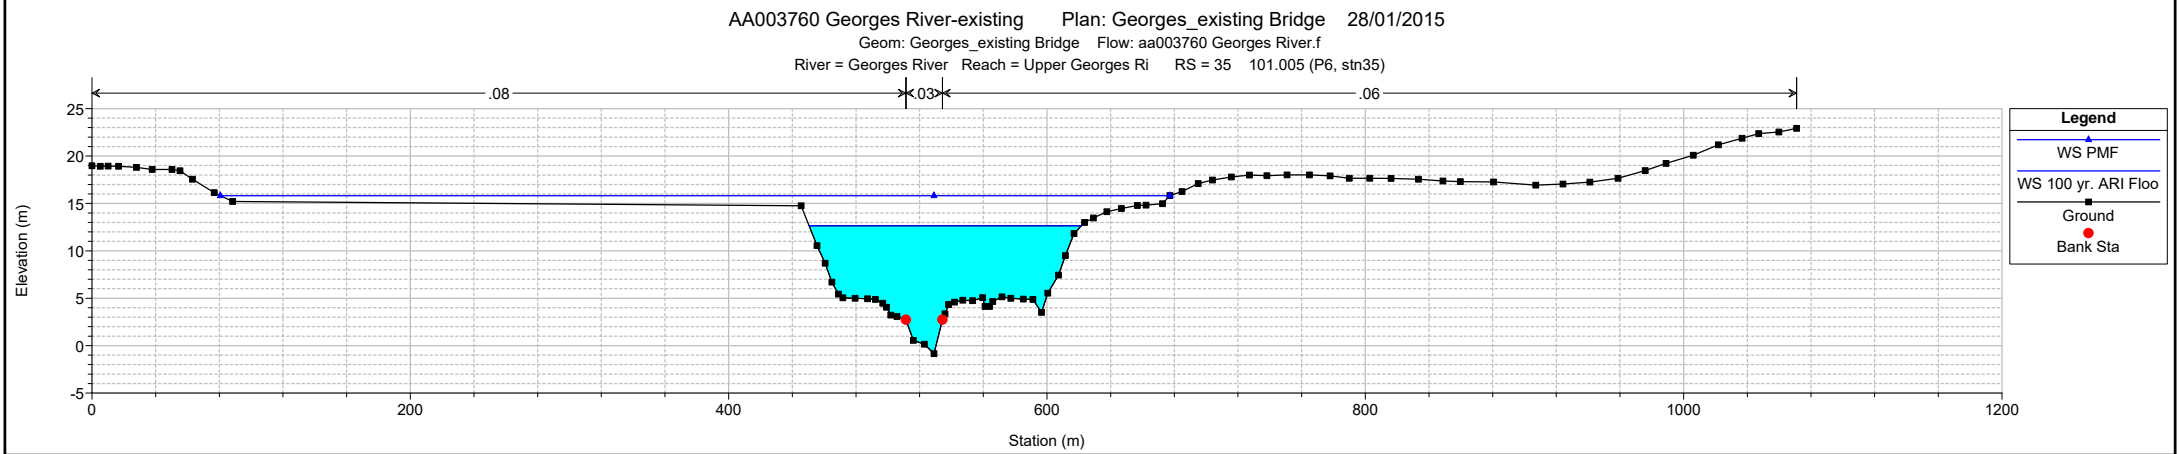 AA003760 Georges River-existing Plan: Georges_existing Bridge 28/01/2015
Geom: Georges_existing Bridge Flow: aa003760 Georges River.f
River = Georges River Reach = Upper Georges Ri RS = 35 101.005 (P6, stn35)
.08 .03 .06
25
20
15
10
5
0
-5
Elevation (m)
0 200 400 600 800 1000 1200
Station (m)
Legend
WS PMF
WS 100 yr. ARI Floo
Ground
Bank Sta